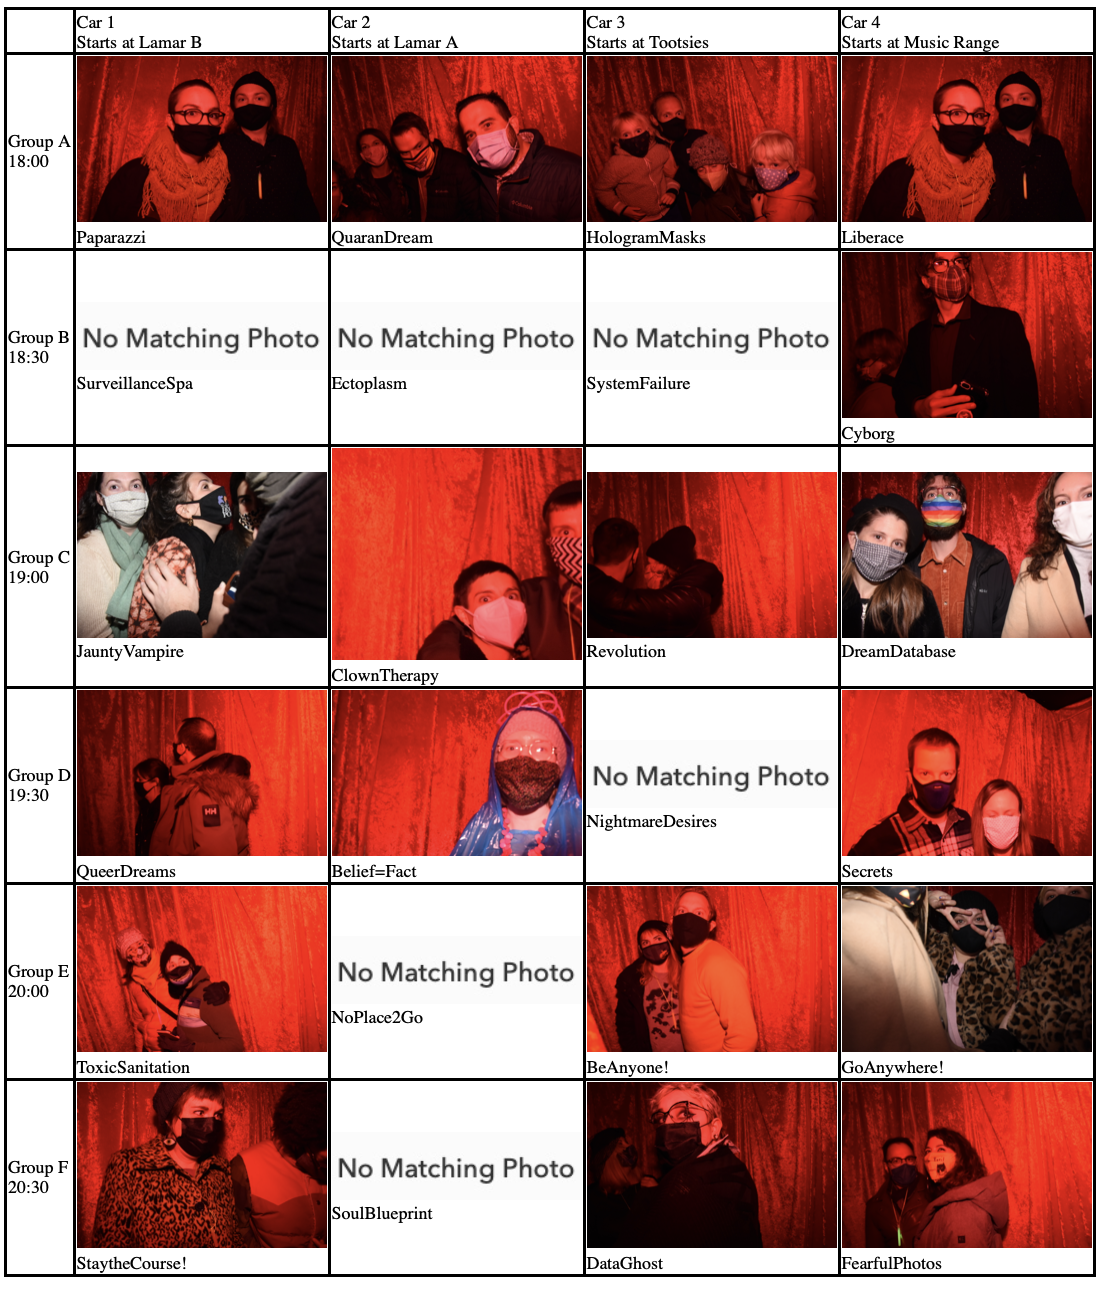 Car 1
Starts at Lamar B
Car 2
Starts at Lamar A
Car 3
Starts at Tootsies
Car 4
Starts at Music Range
Group A
18:00
Paparazzi
QuaranDream
HologramMasks
Liberace
Group B
18:30
No Matching Photo
SurveillanceSpa
No Matching Photo
Ectoplasm
No Matching Photo
SystemFailure
Cyborg
Group C
19:00
JauntyVampire
ClownTherapy
Revolution
DreamDatabase
Group D
19:30
HH
QueerDreams
Belief=Fact
No Matching Photo
NightmareDesires
Secrets
Group E
20:00
ToxicSanitation
No Matching Photo
NoPlace2Go
BeAnyone!
GoAnywhere!
Group F
20:30
StaytheCourse!
No Matching Photo
SoulBlueprint
DataGhost
FearfulPhotos